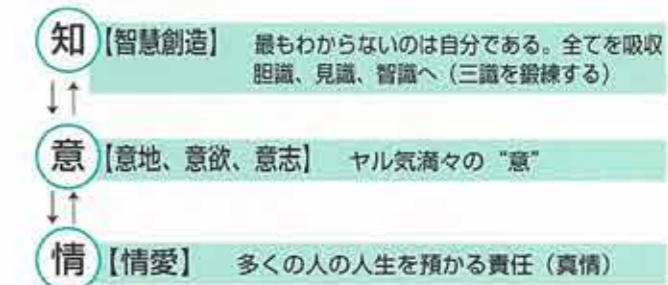 知【智慧創造】 最もわからないのは自分である。全てを吸収
胆識、見識、智識へ（三識を鍛練する）
↓↑
意【意地、意欲、意志】 ヤル気満々の“意”
↓↑
情【情愛】 多くの人の人生を預かる責任（真情）